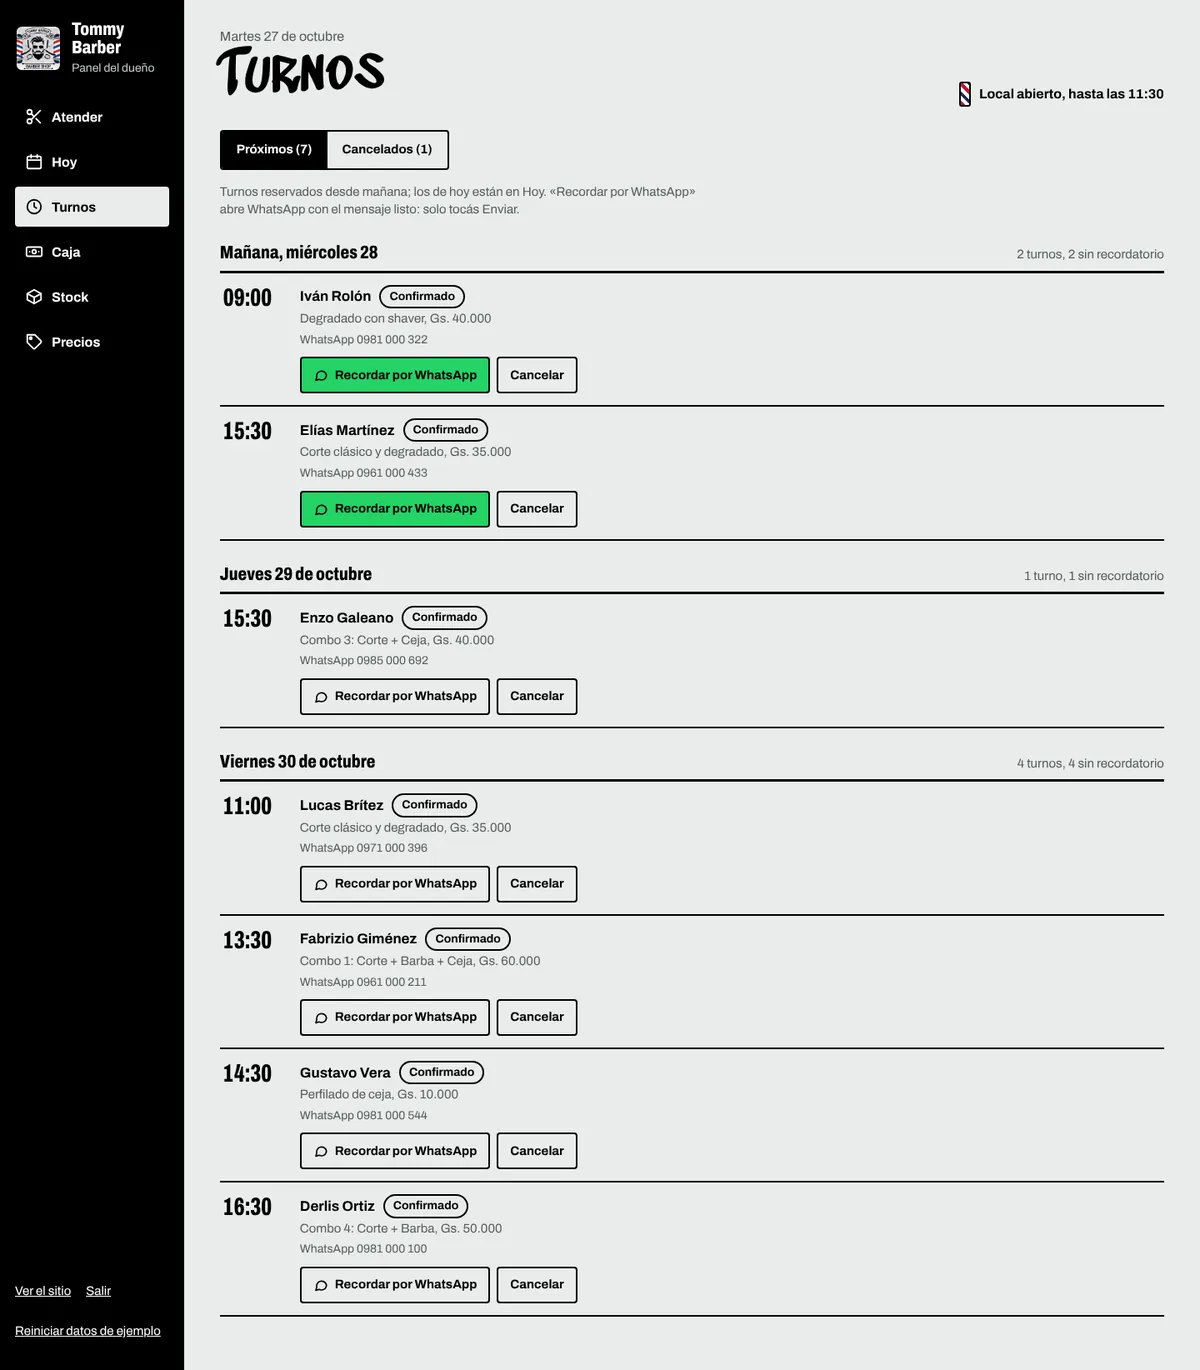 Tommy
Barber
Panel del dueño
Atender
Hoy
Turnos
Caja
Stock
Precios
Ver el sitio Salir
Reiniciar datos de ejemplo
Martes 27 de octubre
TURNOS
Local abierto, hasta las 11:30
Próximos (7) Cancelados (1)
Turnos reservados desde mañana; los de hoy están en Hoy. «Recordar por WhatsApp»
abre WhatsApp con el mensaje listo: solo tocás Enviar.
Mañana, miércoles 28 2 turnos, 2 sin recordatorio
09:00 Iván Rolón Confirmado
Degradado con shaver, Gs. 40.000
WhatsApp 0981 000 322
Recordar por WhatsApp Cancelar
15:30 Elías Martínez Confirmado
Corte clásico y degradado, Gs. 35.000
WhatsApp 0961 000 433
Recordar por WhatsApp Cancelar
Jueves 29 de octubre 1 turno, 1 sin recordatorio
15:30 Enzo Galeano Confirmado
Combo 3: Corte + Ceja, Gs. 40.000
WhatsApp 0985 000 692
Recordar por WhatsApp Cancelar
Viernes 30 de octubre 4 turnos, 4 sin recordatorio
11:00 Lucas Brítez Confirmado
Corte clásico y degradado, Gs. 35.000
WhatsApp 0971 000 396
Recordar por WhatsApp Cancelar
13:30 Fabrizio Giménez Confirmado
Combo 1: Corte + Barba + Ceja, Gs. 60.000
WhatsApp 0961 000 211
Recordar por WhatsApp Cancelar
14:30 Gustavo Vera Confirmado
Perfilado de ceja, Gs. 10.000
WhatsApp 0981 000 544
Recordar por WhatsApp Cancelar
16:30 Derlis Ortiz Confirmado
Combo 4: Corte + Barba, Gs. 50.000
WhatsApp 0981 000 100
Recordar por WhatsApp Cancelar